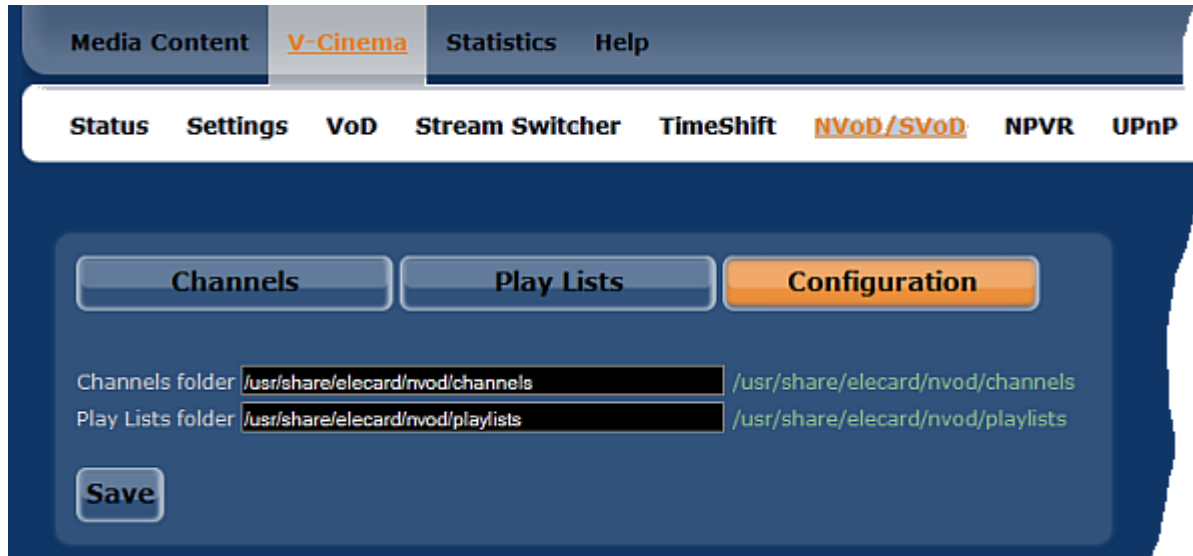 Media Content V-Cinema Statistics Help
Status Settings VoD Stream Switcher TimeShift NVoD/SVoD NPVR UPnP
Channels Play Lists Configuration
Channels folder /usr/share/elecard/nvod/channels /usr/share/elecard/nvod/channels
Play Lists folder /usr/share/elecard/nvod/playlists /usr/share/elecard/nvod/playlists
Save